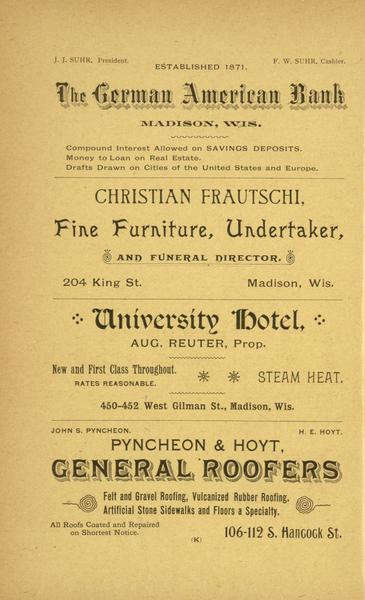 J. J. SUHR, President.
F. W. SUHR, Cashier.
ESTABLISHED 1871.
The German American Bank
MADISON, WIS.
Compound Interest Allowed on SAVINGS DEPOSITS.
Money to Loan on Real Estate.
Drafts Drawn on Cities of the United States and Europe.
CHRISTIAN FRAUTSCHI,
Fine Furniture, Undertaker,
AND FUNERAL DIRECTOR.
204 King St.
Madison, Wis.
University Hotel,
AUG. REUTER, Prop.
New and First Class Throughout.
RATES REASONABLE.
STEAM HEAT.
450-452 West Gilman St., Madison, Wis.
JOHN S. PYNCHEON.
H. E. HOYT.
PYNCHEON & HOYT,
GENERAL ROOFERS
Felt and Gravel Roofing, Vulcanized Rubber Roofing,
Artificial Stone Sidewalks and Floors a Specialty.
All Roofs Coated and Repaired
on Shortest Notice.
106-112 S. Hancock St.
(K)